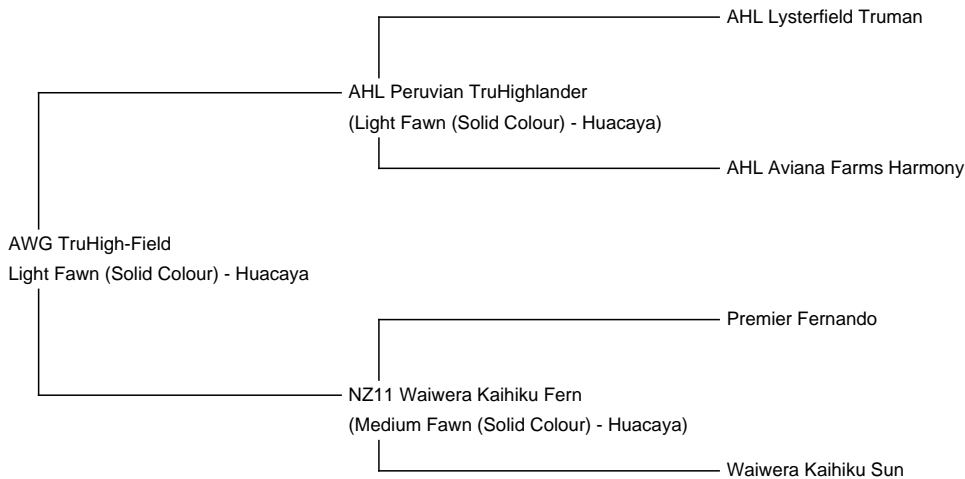 AHL Lysterfield Truman
AHL Peruvian TruHighlander
(Light Fawn (Solid Colour) - Huacaya)
AHL Aviana Farms Harmony
AWG TruHigh-Field
Light Fawn (Solid Colour) - Huacaya
Premier Fernando
NZ11 Waiwera Kaihiku Fern
(Medium Fawn (Solid Colour) - Huacaya)
Waiwera Kaihiku Sun